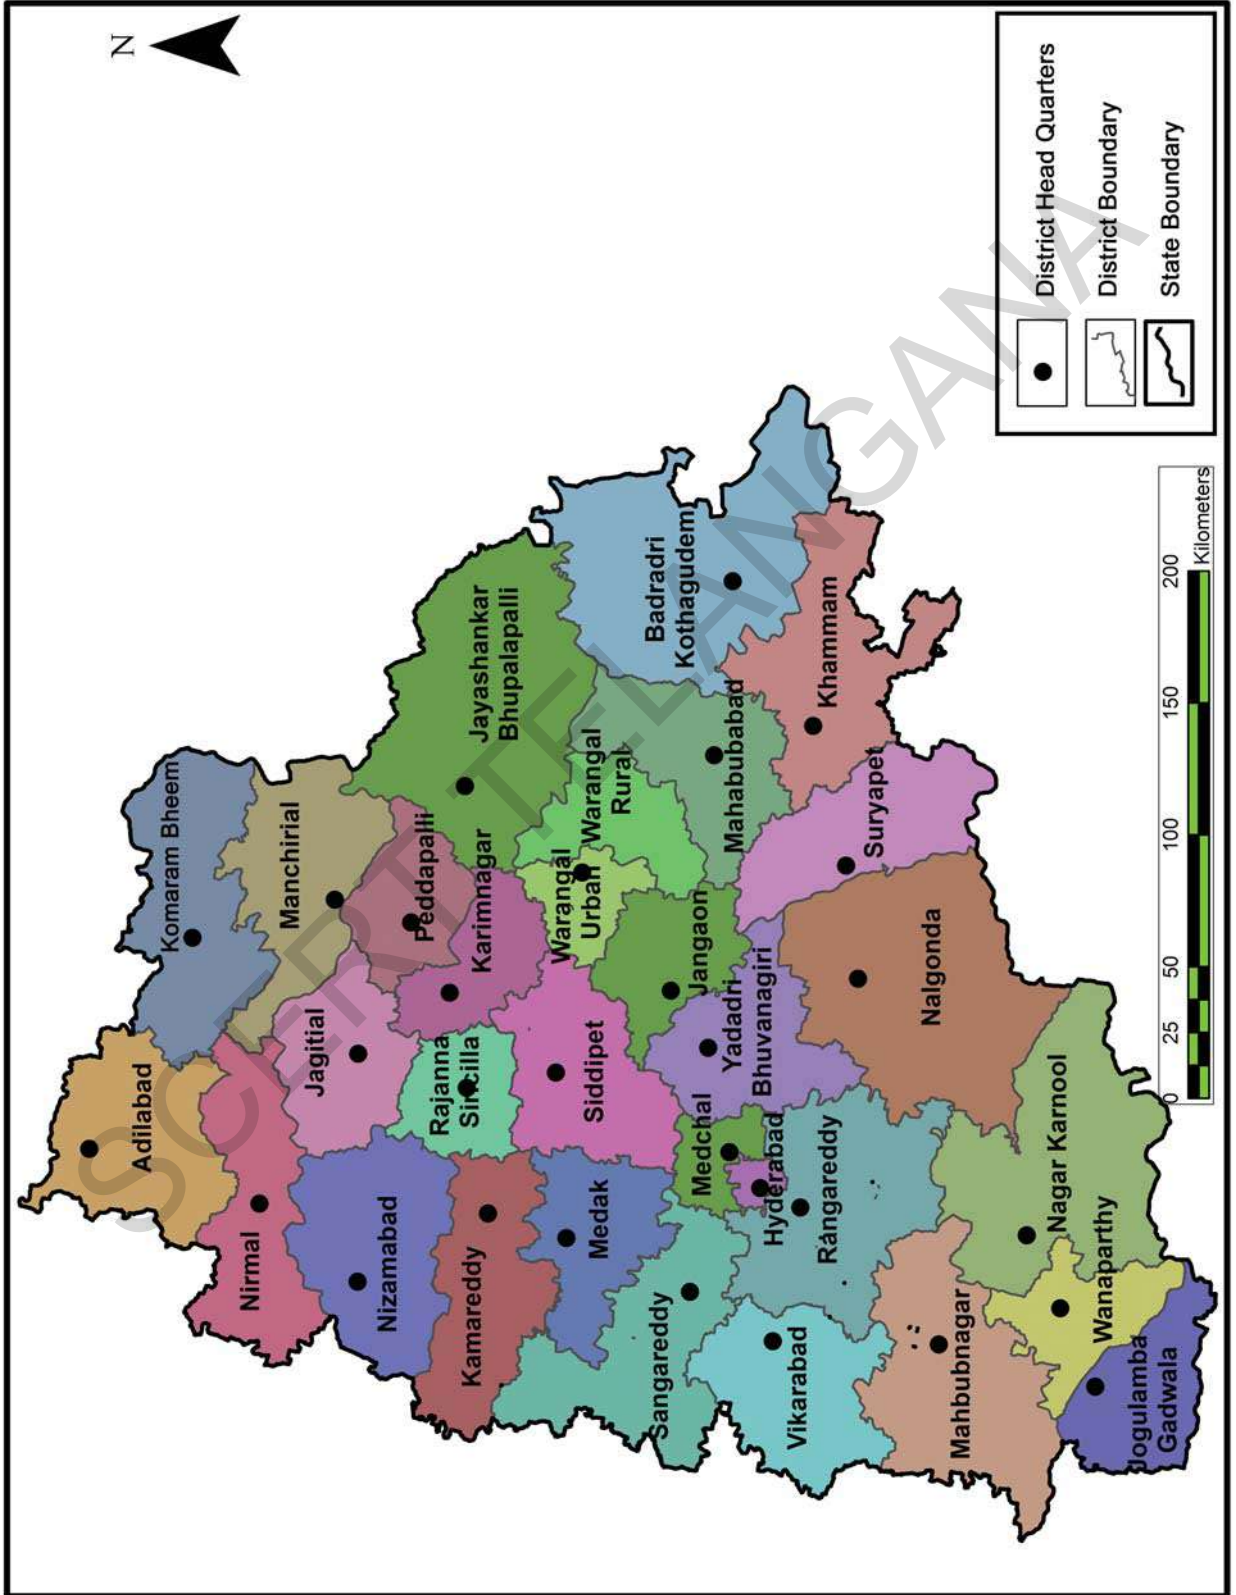 N
Adilabad
Komaram Bheem
Nirmal
Manchirial
Jagitial
Nizamabad
Peddapalli
Jayashankar
Bhupalapalli
Karimnagar
Rajanna
Sircilla
Kamareddy
Warangal
Urban
Warangal
Rural
Siddipet
Medak
Badradri
Kothagudem
Mahabubabad
Jangaon
Sangareddy
Medchal
Yadadri
Bhuvanagiri
Hyderabad
Khammam
Suryapet
Rangareddy
Vikarabad
Nalgonda
Mahbubnagar
Nagar Karnool
Wanaparthy
Jogulamba
Gadwala
SCERT TELANGANA
0 25 50 100 150 200
Kilometers
District Head Quarters
District Boundary
State Boundary